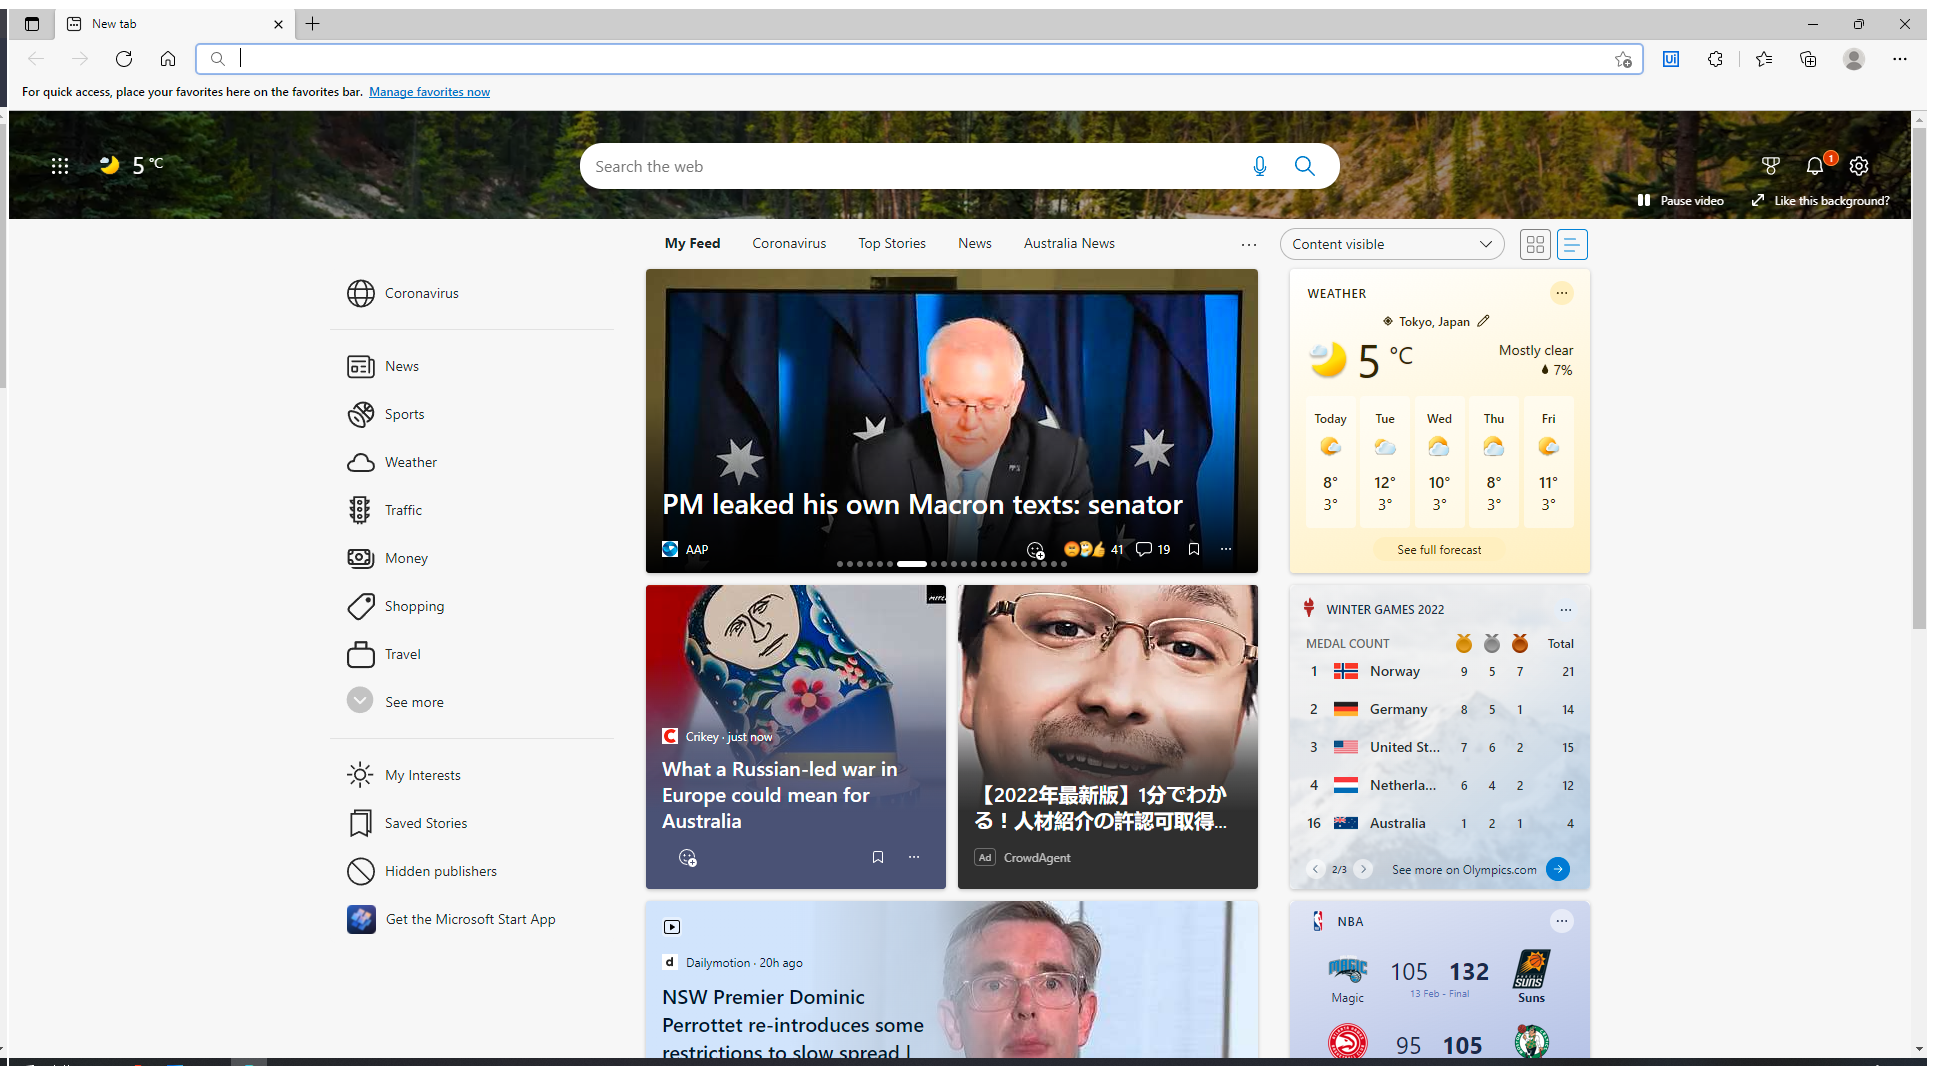 New tab
Ui
For quick access, place your favorites here on the favorites bar. Manage favorites now
5 °C
Search the web
1
Pause video
Like this background?
My Feed
Coronavirus
Top Stories
News
Australia News
Content visible
Coronavirus
News
Sports
Weather
Traffic
Money
Shopping
Travel
See more
My Interests
Saved Stories
Hidden publishers
Get the Microsoft Start App
PM leaked his own Macron texts: senator
AAP
41
19
Crikey · just now
What a Russian-led war in
Europe could mean for
Australia
【2022年最新版】1分でわか
る！人材紹介の許認可取得...
Ad CrowdAgent
d Dailymotion · 20h ago
NSW Premier Dominic
Perrottet re-introduces some
restrictions to slow spread |
WEATHER
Tokyo, Japan
5 °C
Mostly clear
7%
Today Tue Wed Thu Fri
8° 12° 10° 8° 11°
3° 3° 3° 3° 3°
See full forecast
WINTER GAMES 2022
MEDAL COUNT Total
1 Norway 9 5 7 21
2 Germany 8 5 1 14
3 United St... 7 6 2 15
4 Netherla... 6 4 2 12
16 Australia 1 2 1 4
2/3
See more on Olympics.com
NBA
MAGIC 105 132 SUNS
13 Feb - Final
Magic Suns
95 105